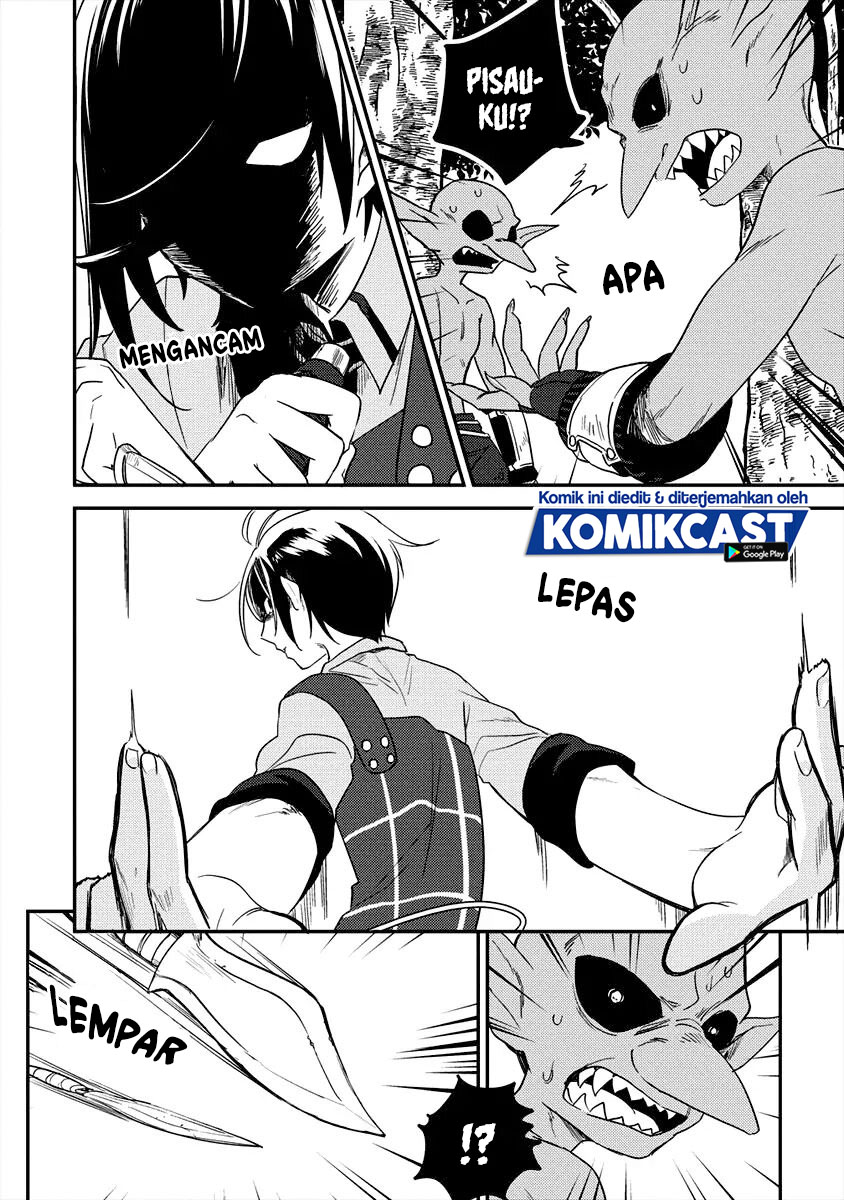 PISAU-
KU!?
APA
MENGANCAM
Komik ini diedit & diterjemahkan oleh
KOMIKCAST
GET IT ON
Google Play
LEPAS
!?
LEMPAR